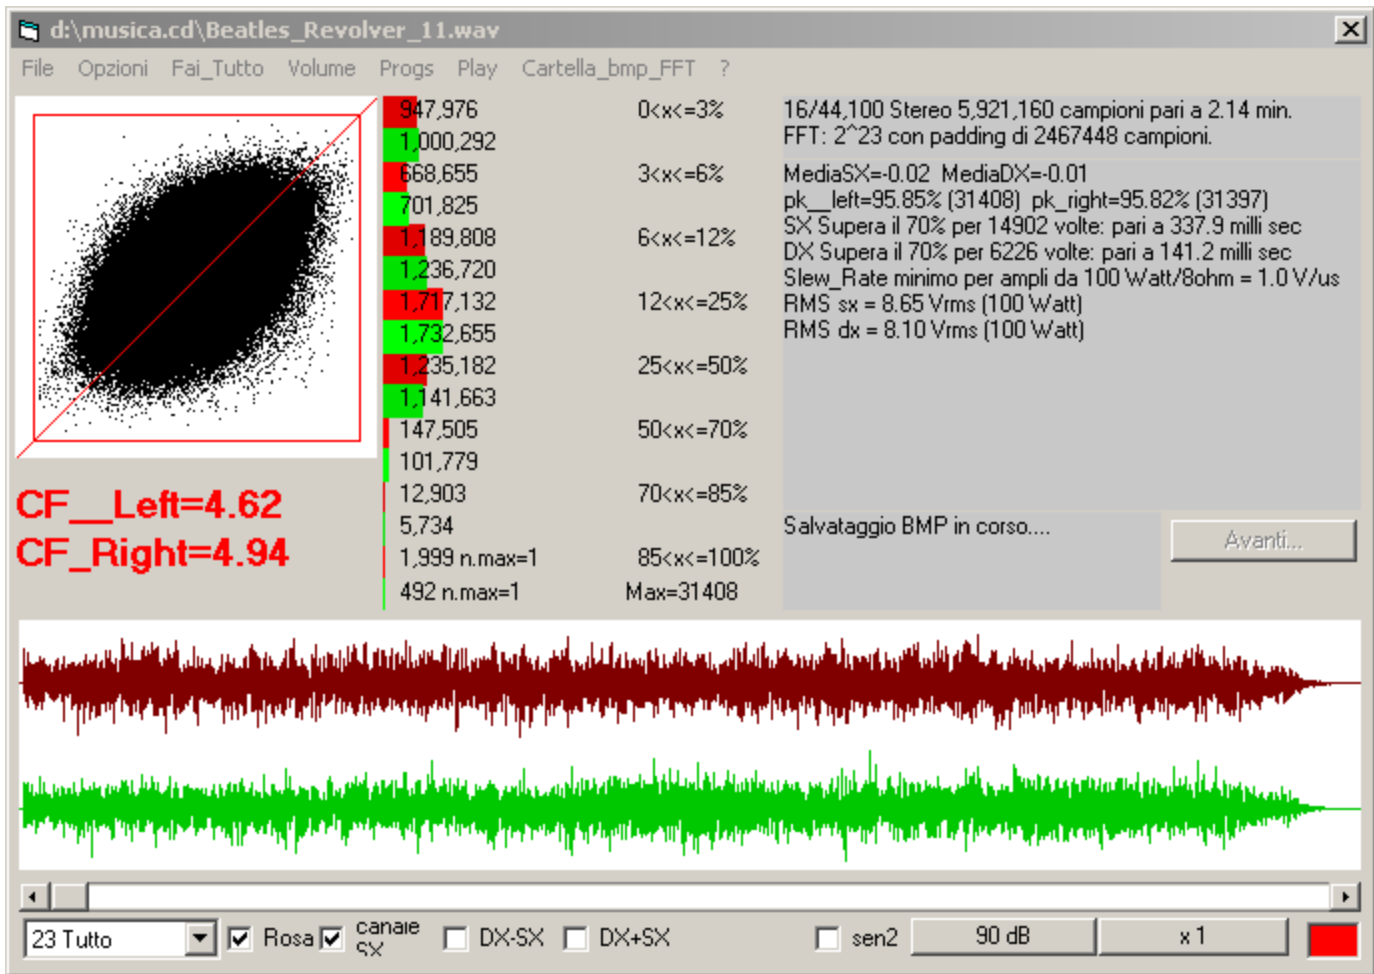 d:\musica.cd\Beatles_Revolver_11.wav
File Opzioni Fai_Tutto Volume Progs Play Cartella_bmp_FFT ?
947,976 0<x<=3%
1,000,292
668,655 3<x<=6%
701,825
1,189,808 6<x<=12%
1,236,720
1,717,132 12<x<=25%
1,732,655
1,235,182 25<x<=50%
1,141,663
147,505 50<x<=70%
101,779
12,903 70<x<=85%
5,734
1,999 n.max=1 85<x<=100%
492 n.max=1 Max=31408
16/44,100 Stereo 5,921,160 campioni pari a 2.14 min.
FFT: 2^23 con padding di 2467448 campioni.
MediaSX=-0.02 MediaDX=-0.01
pk__left=95.85% (31408) pk_right=95.82% (31397)
SX Supera il 70% per 14902 volte: pari a 337.9 milli sec
DX Supera il 70% per 6226 volte: pari a 141.2 milli sec
Slew_Rate minimo per ampli da 100 Watt/8ohm = 1.0 V/us
RMS sx = 8.65 Vrms (100 Watt)
RMS dx = 8.10 Vrms (100 Watt)
CF__Left=4.62
CF_Right=4.94
Salvataggio BMP in corso....
Avanti...
23 Tutto Rosa canale SX DX-SX DX+SX sen2 90 dB x 1